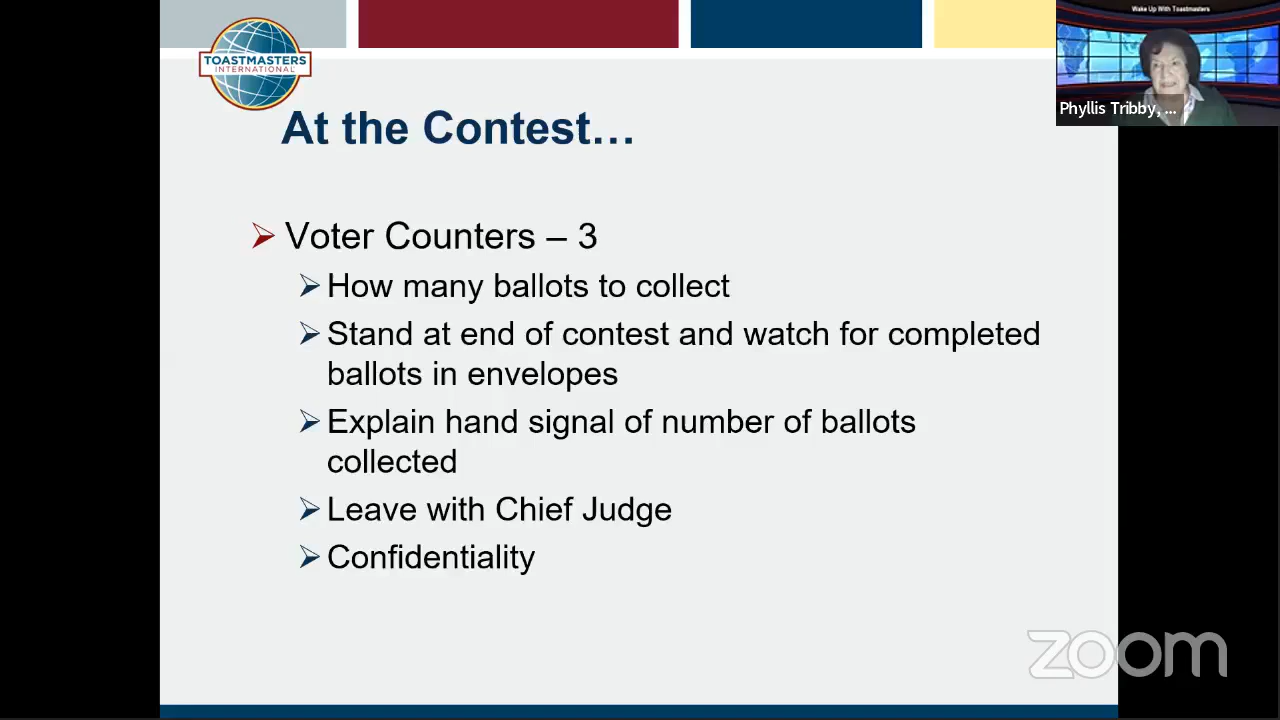 Wake Up With Toastmasters
TOASTMASTERS
INTERNATIONAL
Phyllis Tribby, ...
At the Contest…
Voter Counters – 3
How many ballots to collect
Stand at end of contest and watch for completed
ballots in envelopes
Explain hand signal of number of ballots
collected
Leave with Chief Judge
Confidentiality
zoom